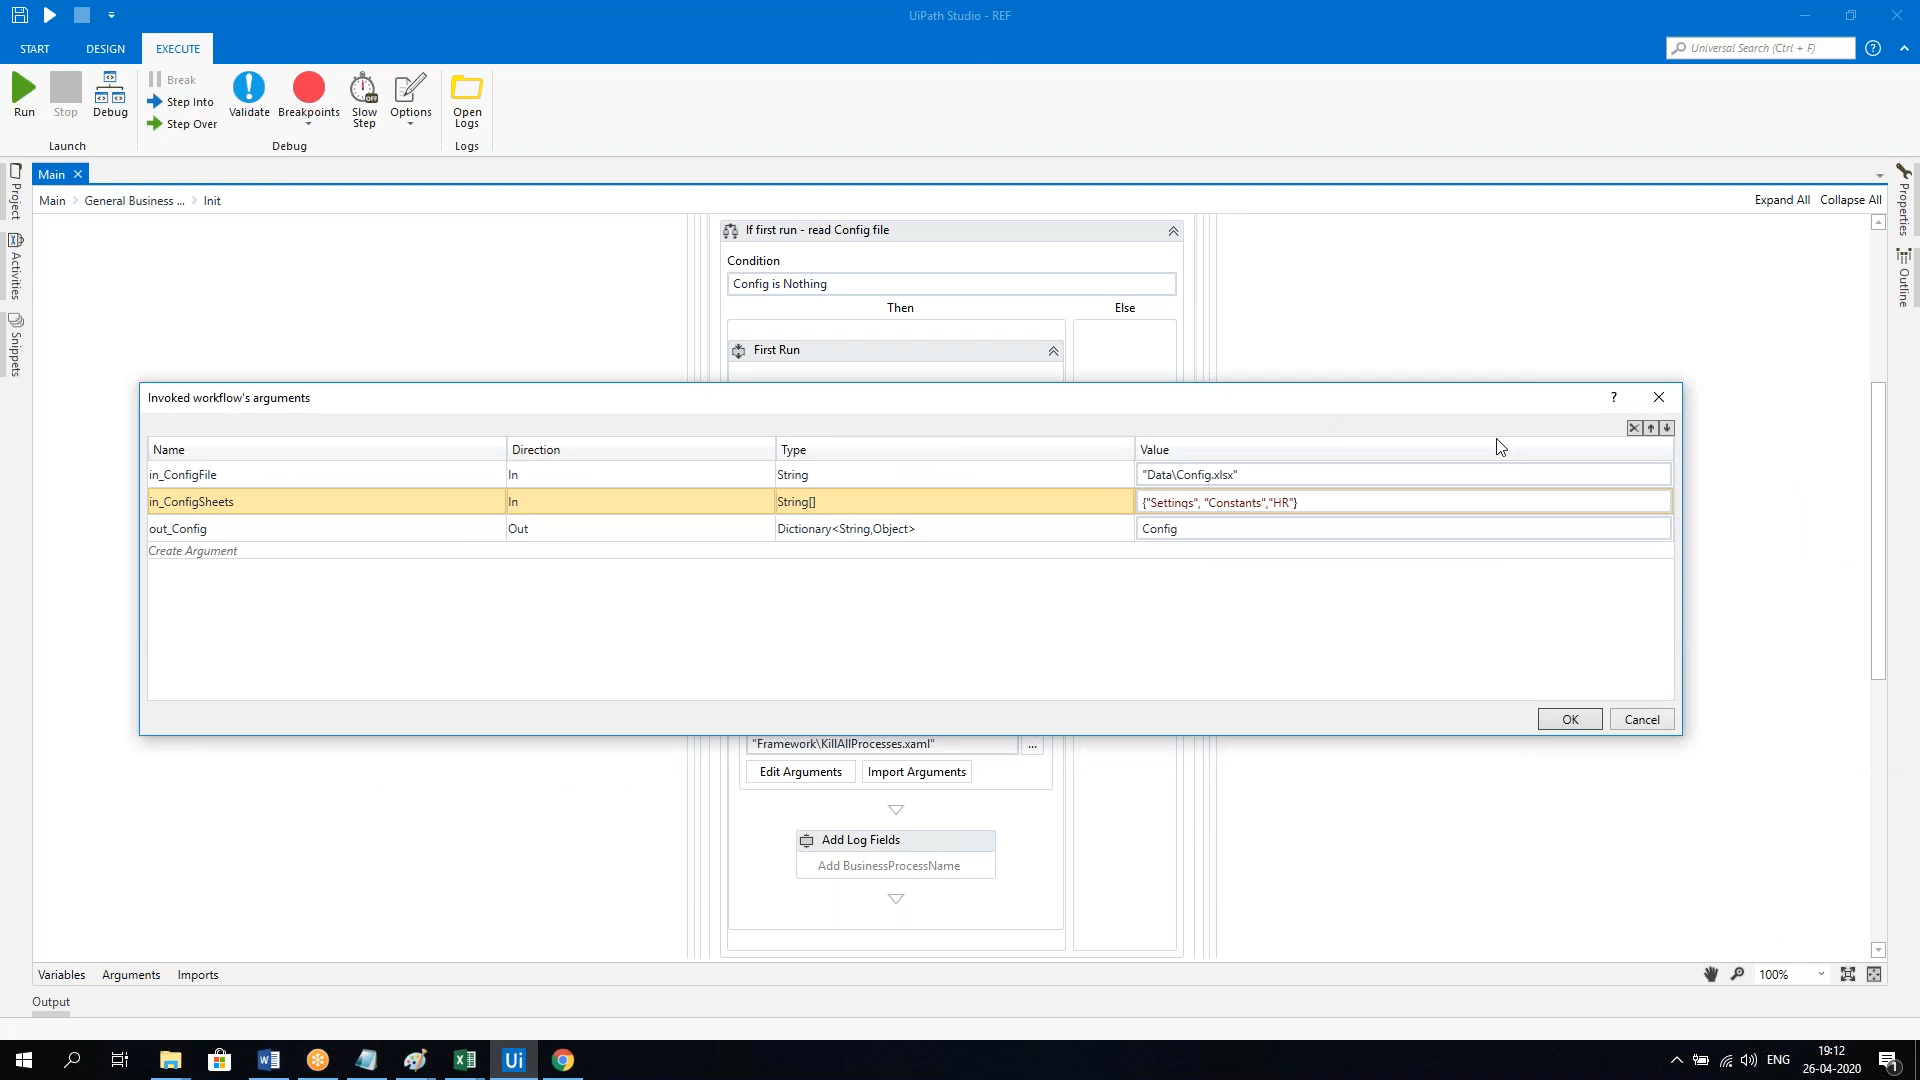 UiPath Studio - REF
START
DESIGN
EXECUTE
Universal Search (Ctrl + F)
Run
Stop
Debug
Break
Step Into
Step Over
Validate
Breakpoints
Slow Step
OFF
Options
Open Logs
Launch
Debug
Logs
Project
Activities
Snippets
Properties
Outline
Main
Main
General Business ...
Init
Expand All
Collapse All
If first run - read Config file
Condition
Config is Nothing
Then
Else
First Run
Invoked workflow's arguments
?
Name Direction Type Value
in_ConfigFile In String "Data\Config.xlsx"
in_ConfigSheets In String[] {"Settings", "Constants","HR"}
out_Config Out Dictionary<String,Object> Config
Create Argument
OK
Cancel
"Framework\KillAllProcesses.xaml"
...
Edit Arguments
Import Arguments
Add Log Fields
Add BusinessProcessName
Variables
Arguments
Imports
100%
Output
Ui
ENG
19:12
26-04-2020
1